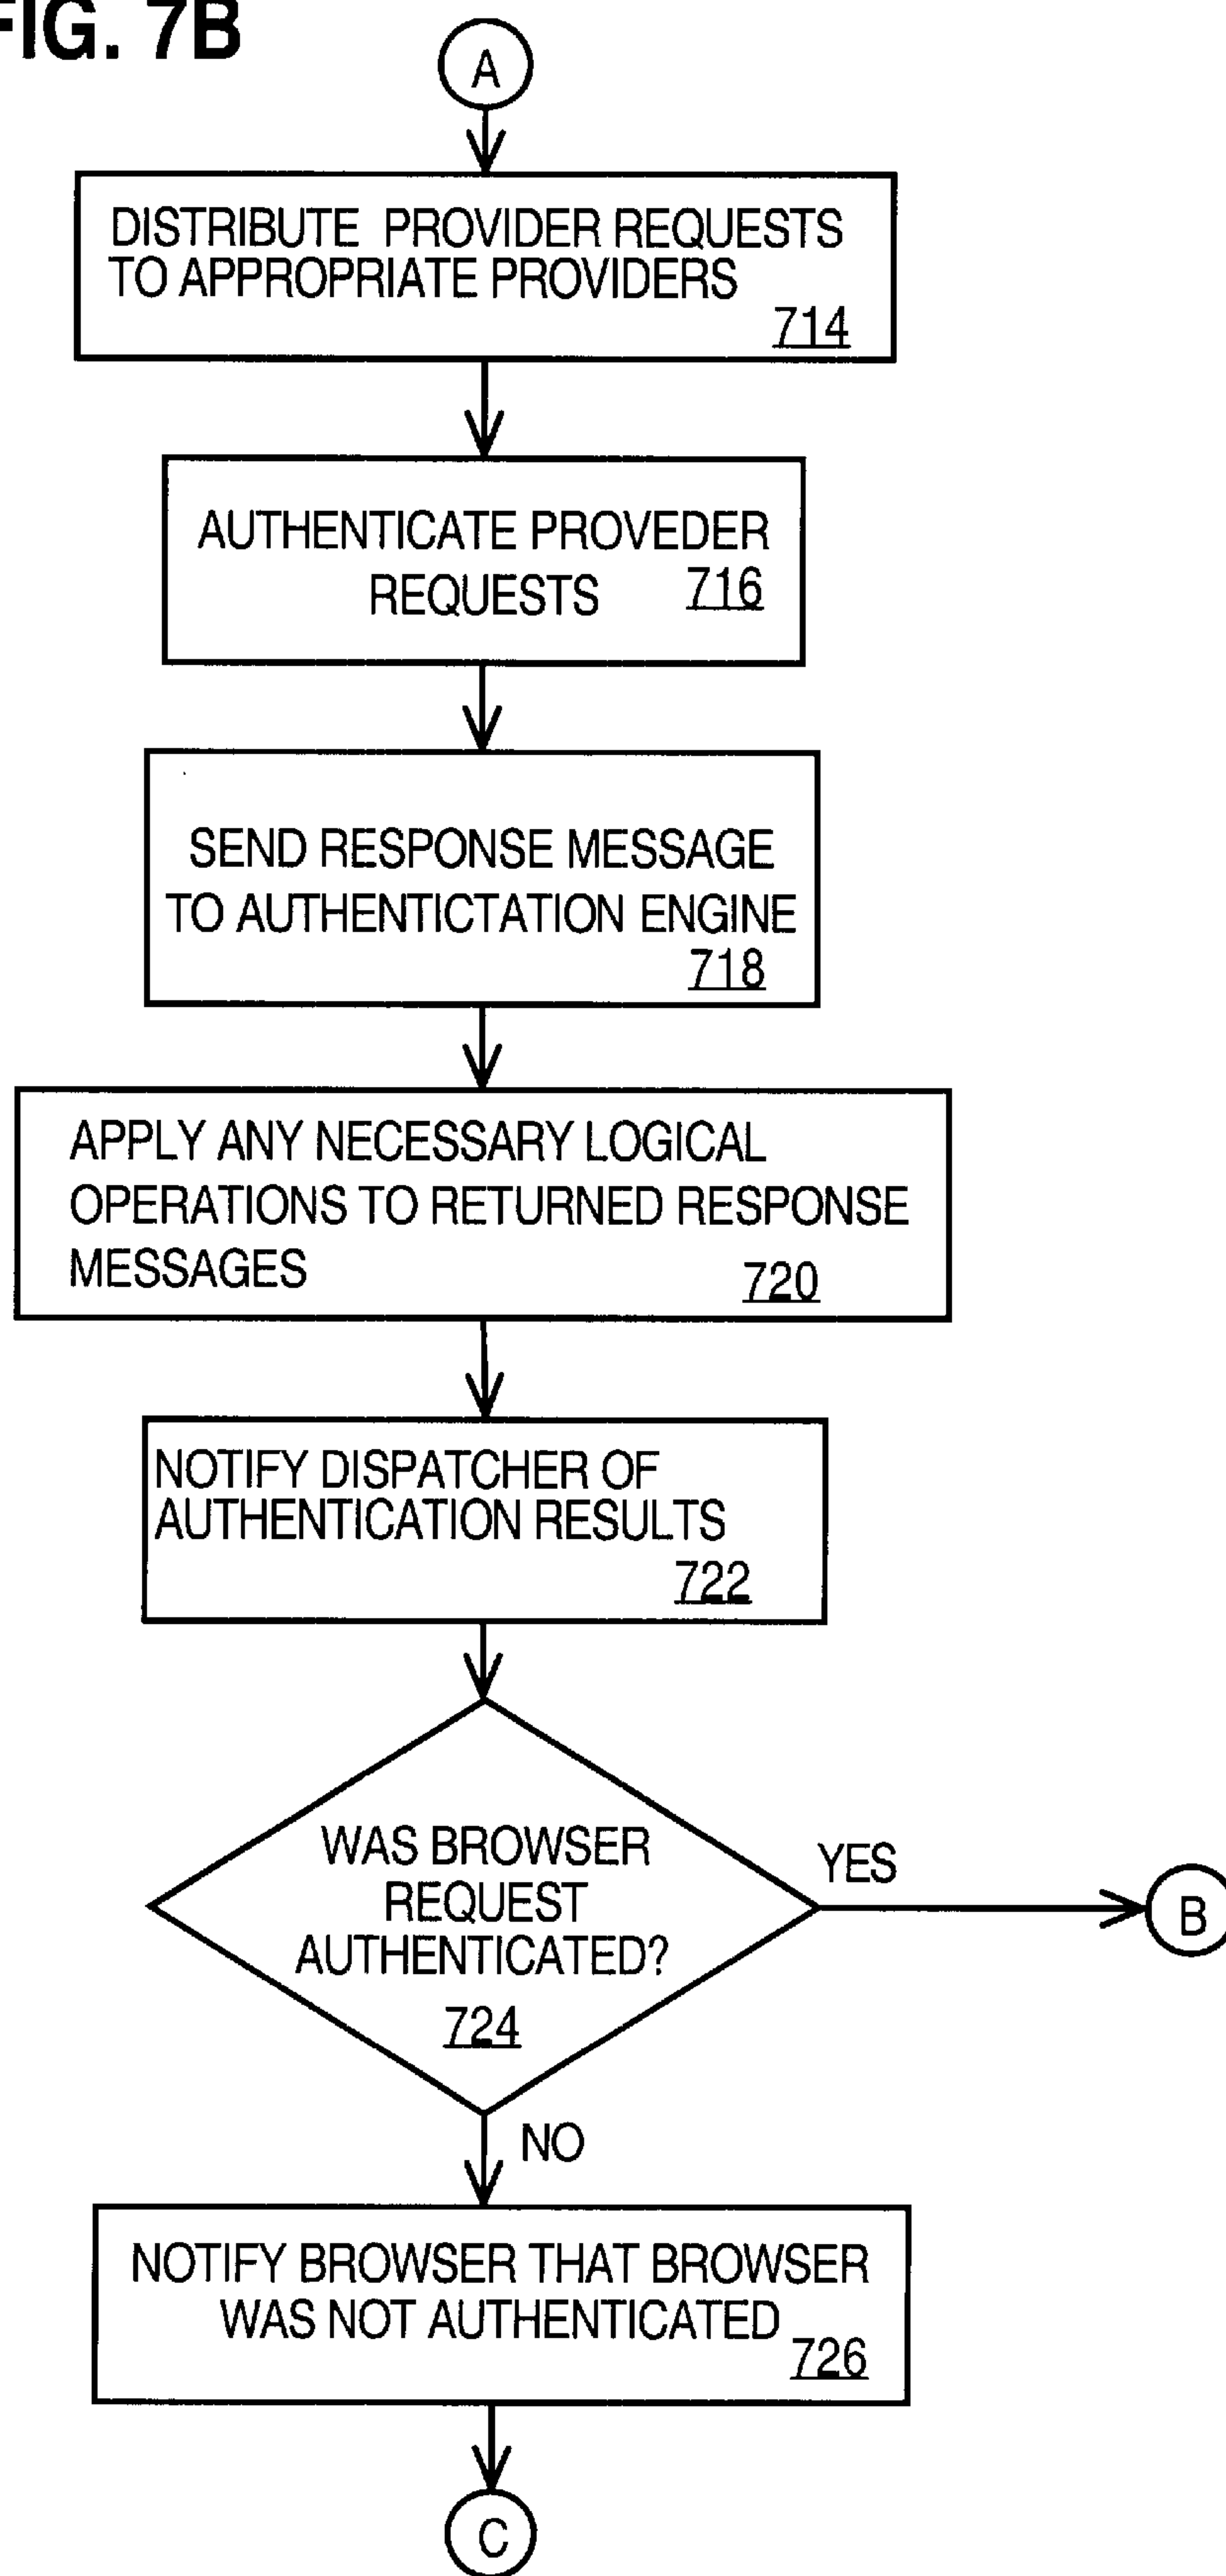 FIG. 7B
A
DISTRIBUTE PROVIDER REQUESTS
TO APPROPRIATE PROVIDERS
714
AUTHENTICATE PROVEDER
REQUESTS 716
SEND RESPONSE MESSAGE
TO AUTHENTICTATION ENGINE
718
APPLY ANY NECESSARY LOGICAL
OPERATIONS TO RETURNED RESPONSE
MESSAGES 720
NOTIFY DISPATCHER OF
AUTHENTICATION RESULTS
722
WAS BROWSER
REQUEST
AUTHENTICATED?
724
YES
B
NO
NOTIFY BROWSER THAT BROWSER
WAS NOT AUTHENTICATED
726
C